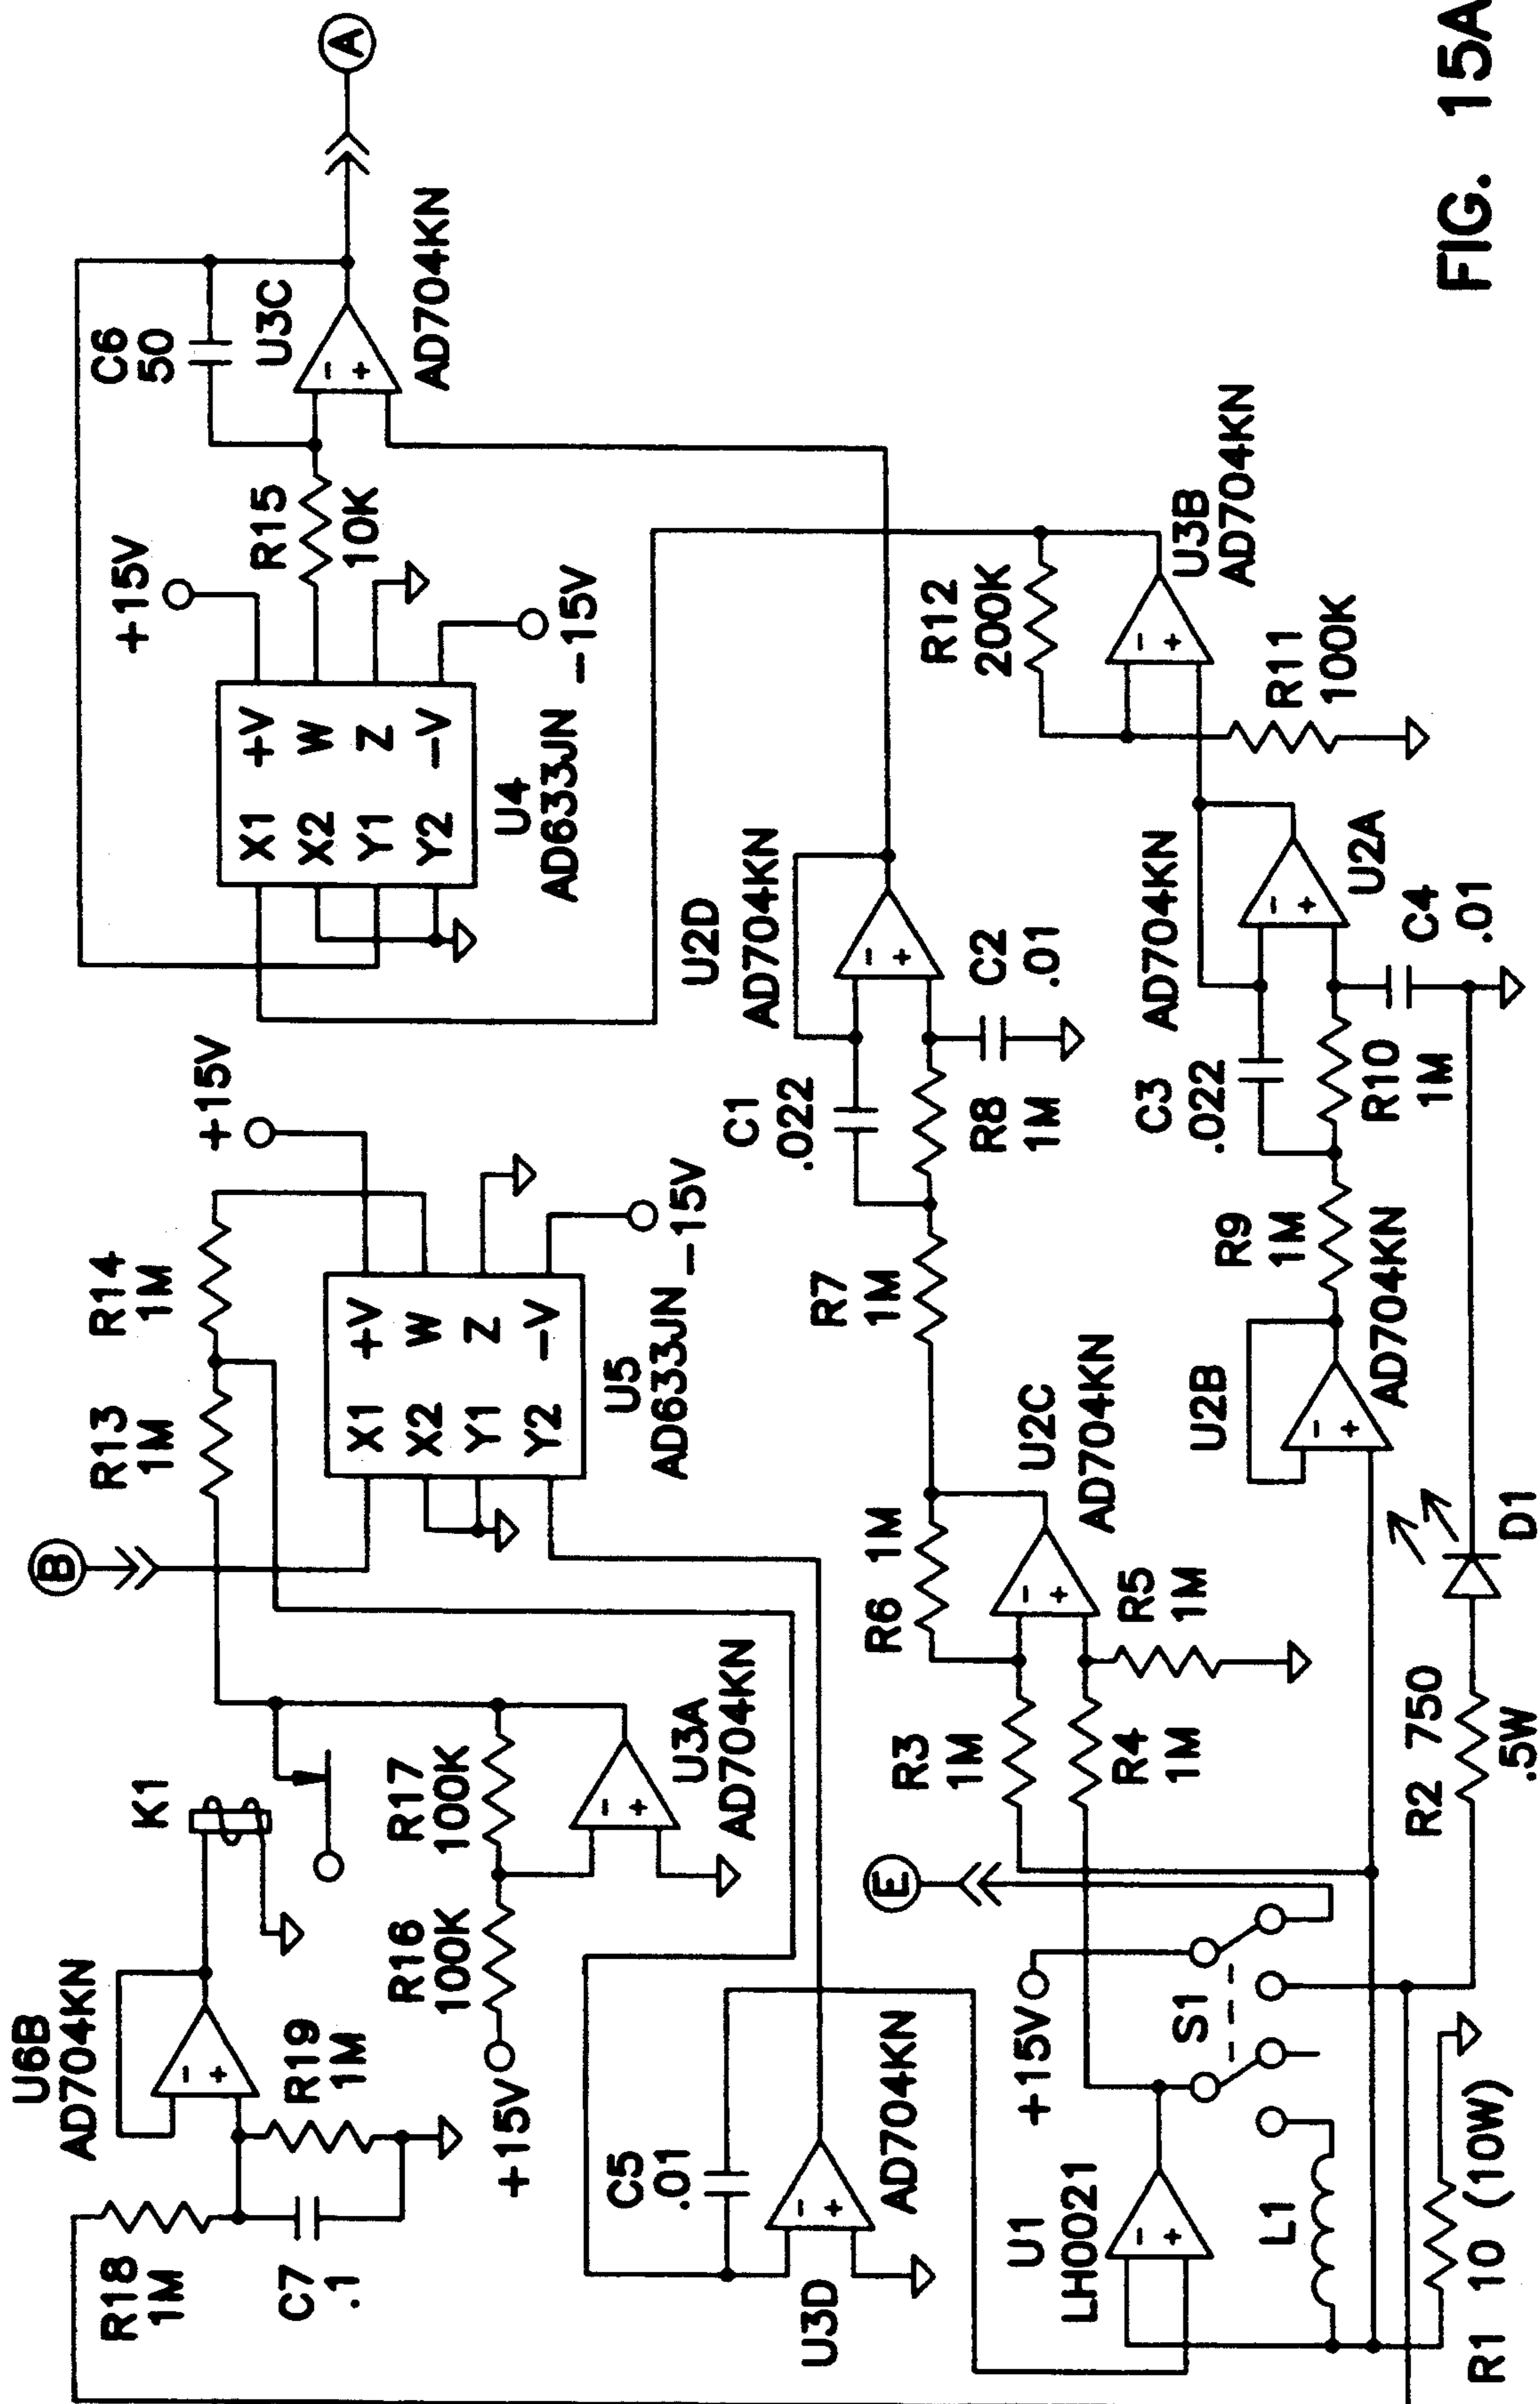 FIG. 15A
A
B
E
C6
50
U3C
AD704KN
+15V
R15
10K
X1 +V
X2 W
Y1 Z
Y2 -V
U4
AD633JN
-15V
- +
R12
200K
U3B
AD704KN
- +
R11
100K
U2D
AD704KN
- +
C1
.022
R8
1M
C2
.01
R7
1M
AD704KN
U2A
- +
C3
.022
R10
1M
C4
.01
R9
1M
U2B
AD704KN
- +
R14
1M
R13
1M
+15V
X1 +V
X2 W
Y1 Z
Y2 -V
U5
AD633JN
-15V
U2C
AD704KN
- +
R6 1M
R5
1M
R3
1M
R4
1M
D1
R2 750
.5W
K1
R17
100K
R16
100K
+15V
U3A
AD704KN
- +
U6B
AD704KN
- +
R19
1M
R18
1M
C7
.1
C5
.01
U3D
AD704KN
- +
+15V
S1
U1
LH0021
- +
L1
R1 10 (10W)